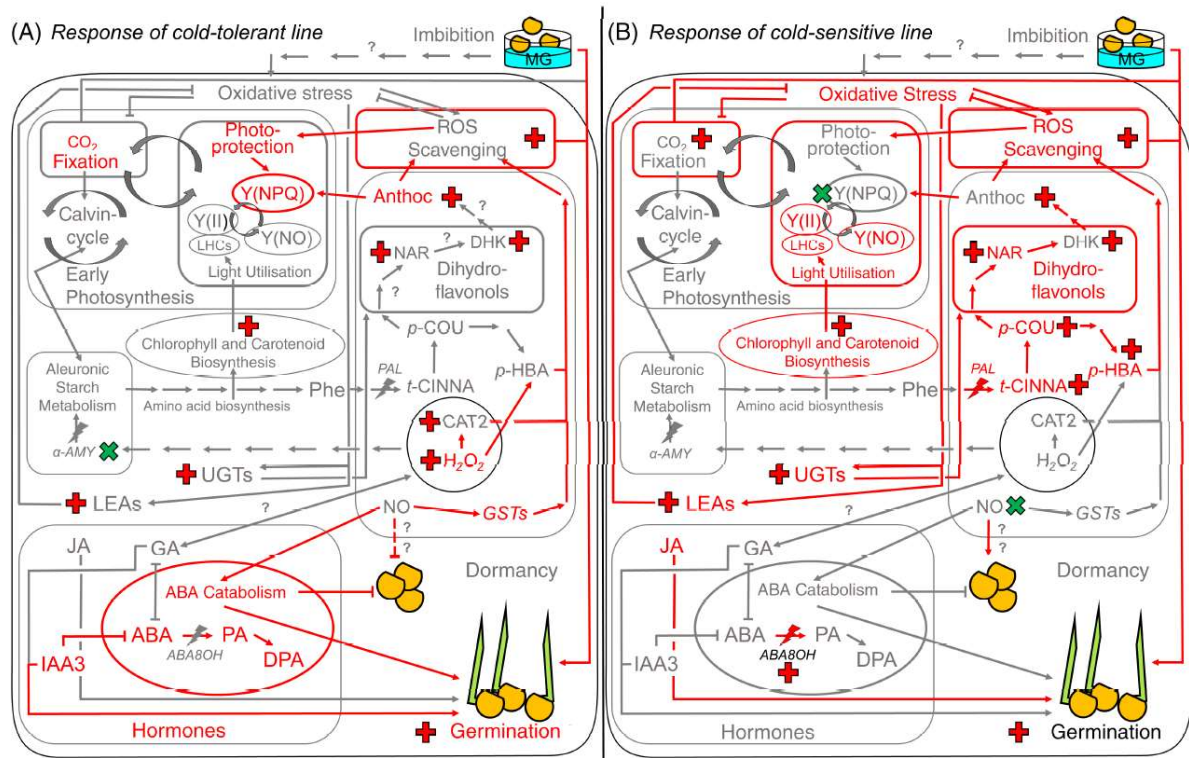 (A) Response of cold-tolerant line
Imbibition
?
MG
Oxidative stress
CO₂
Fixation
Photo-
protection
ROS
Scavenging
Y(NPQ)
Anthoc
Calvin-
cycle
Y(II)
Y(NO)
LHCs
?
NAR
?
DHK
Early
Photosynthesis
Light Utilisation
Dihydro-
flavonols
?
p-COU
Chlorophyll and Carotenoid
Biosynthesis
Aleuronic
Starch
Metabolism
PAL
p-HBA
Phe
t-CINNA
Amino acid biosynthesis
CAT2
α-AMY
H₂O₂
UGTs
LEAs
?
NO
GSTs
?
?
JA
GA
Dormancy
ABA Catabolism
ABA
PA
IAA3
ABA8OH
DPA
Hormones
Germination
(B) Response of cold-sensitive line
Imbibition
?
MG
Oxidative Stress
CO₂
Fixation
Photo-
protection
ROS
Scavenging
Y(NPQ)
Anthoc
Calvin-
cycle
Y(II)
Y(NO)
LHCs
NAR
DHK
Early
Photosynthesis
Light Utilisation
Dihydro-
flavonols
p-COU
Chlorophyll and Carotenoid
Biosynthesis
Aleuronic
Starch
Metabolism
PAL
p-HBA
Phe
t-CINNA
Amino acid biosynthesis
CAT2
α-AMY
H₂O₂
UGTs
LEAs
?
NO
GSTs
?
JA
GA
Dormancy
ABA Catabolism
ABA
PA
IAA3
ABA8OH
DPA
Hormones
Germination